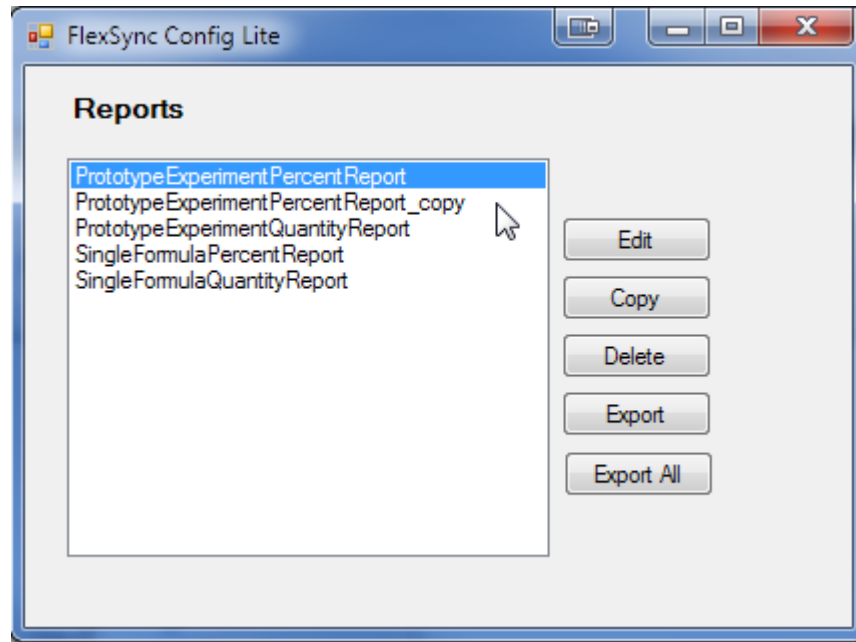 FlexSync Config Lite
Reports
PrototypeExperimentPercentReport
PrototypeExperimentPercentReport_copy
PrototypeExperimentQuantityReport
SingleFormulaPercentReport
SingleFormulaQuantityReport
Edit
Copy
Delete
Export
Export All